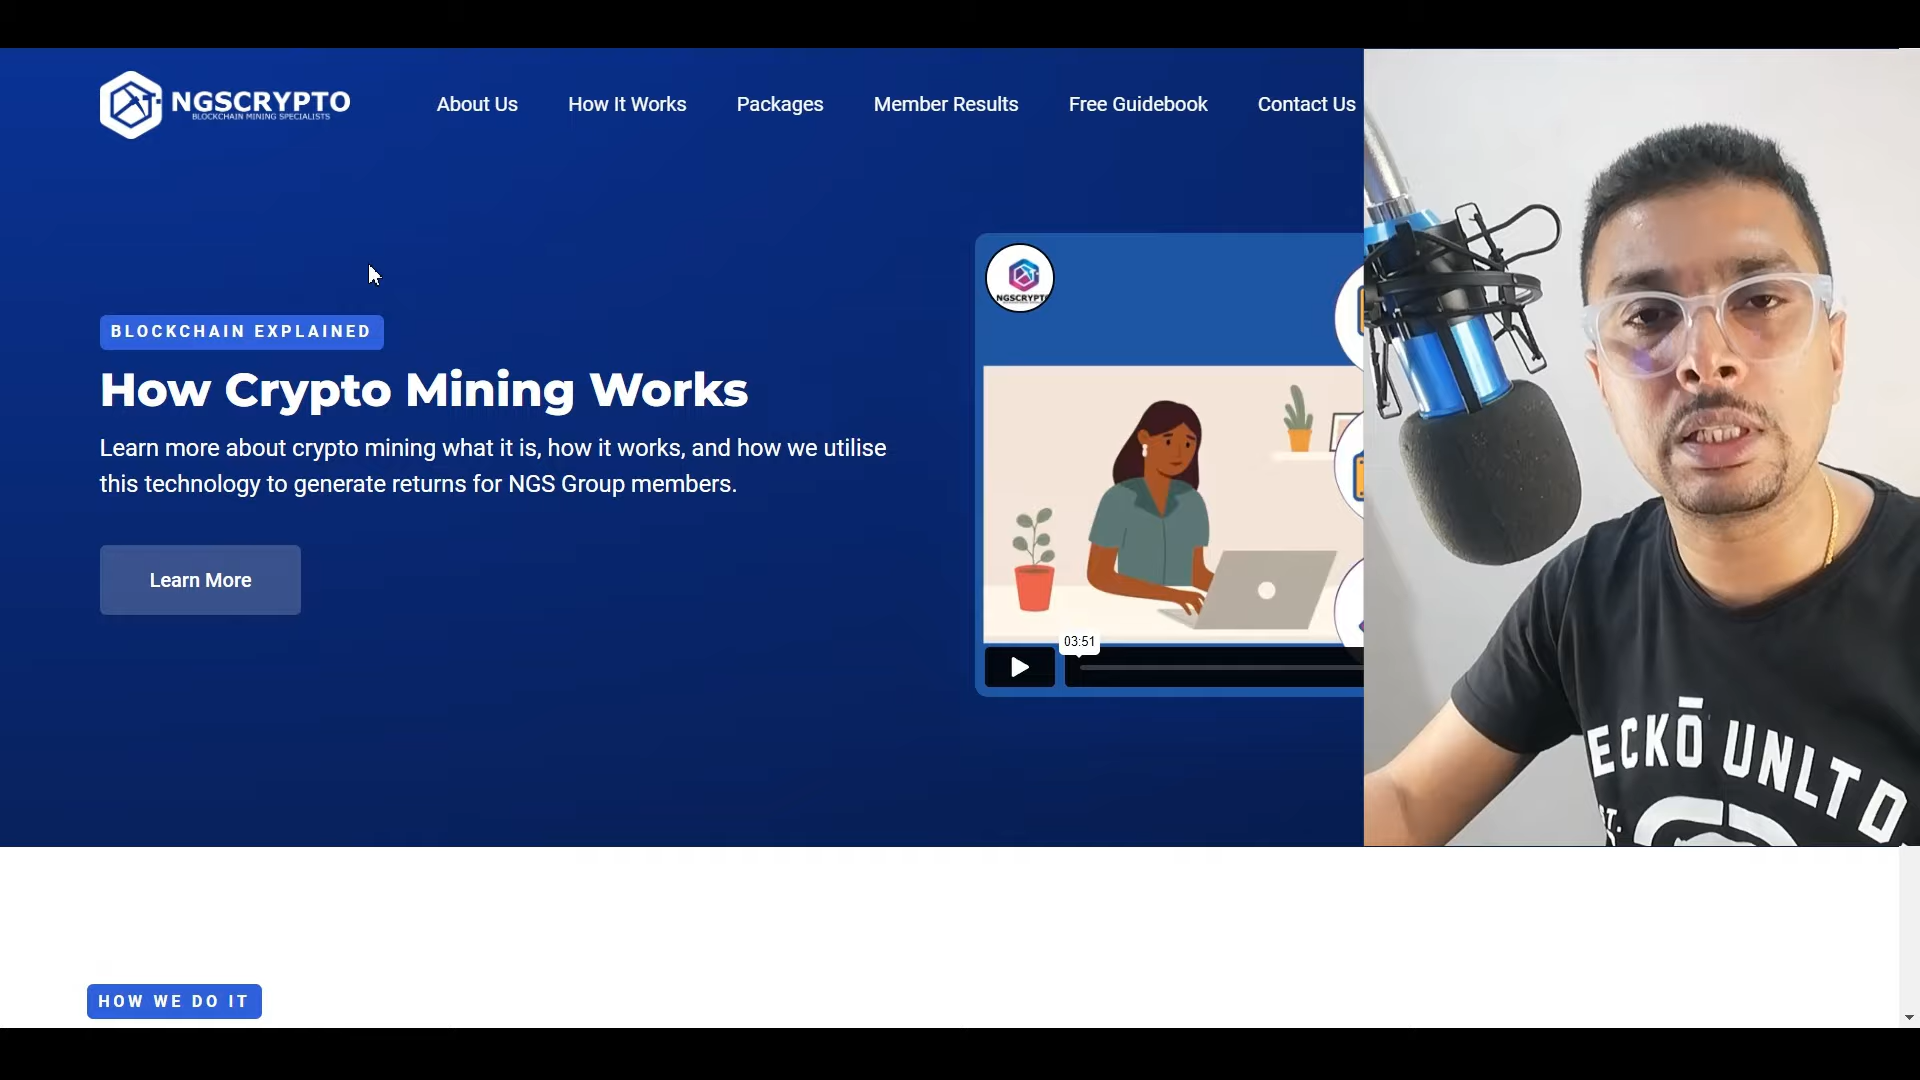 NGSCRYPTO
BLOCKCHAIN MINING SPECIALISTS
About Us
How It Works
Packages
Member Results
Free Guidebook
Contact Us
NGSCRYPT
BLOCKCHAIN EXPLAINED
How Crypto Mining Works
Learn more about crypto mining what it is, how it works, and how we utilise
this technology to generate returns for NGS Group members.
Learn More
03:51
ECKŌ UNLTD
HOW WE DO IT